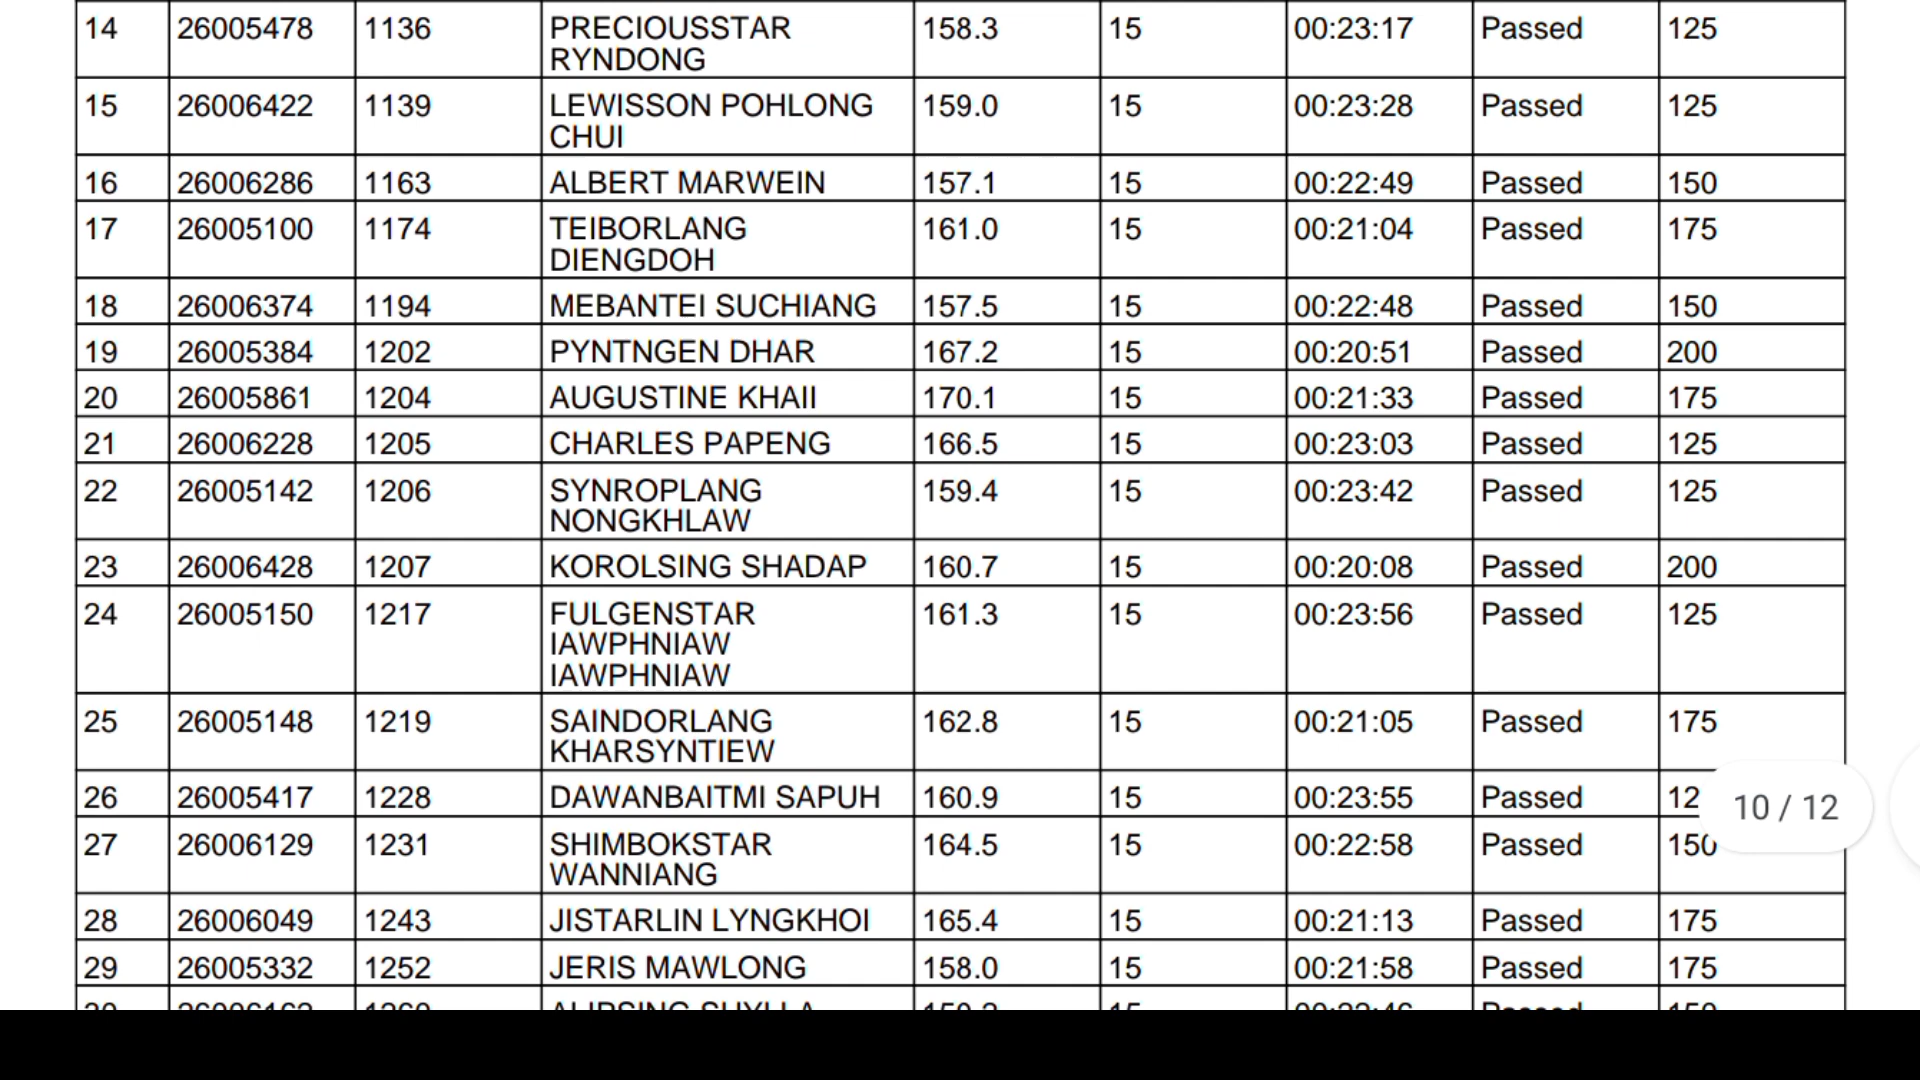 14 26005478 1136 PRECIOUSSTAR 158.3 15 00:23:17 Passed 125
RYNDONG
15 26006422 1139 LEWISSON POHLONG 159.0 15 00:23:28 Passed 125
CHUI
16 26006286 1163 ALBERT MARWEIN 157.1 15 00:22:49 Passed 150
17 26005100 1174 TEIBORLANG 161.0 15 00:21:04 Passed 175
DIENGDOH
18 26006374 1194 MEBANTEI SUCHIANG 157.5 15 00:22:48 Passed 150
19 26005384 1202 PYNTNGEN DHAR 167.2 15 00:20:51 Passed 200
20 26005861 1204 AUGUSTINE KHAII 170.1 15 00:21:33 Passed 175
21 26006228 1205 CHARLES PAPENG 166.5 15 00:23:03 Passed 125
22 26005142 1206 SYNROPLANG 159.4 15 00:23:42 Passed 125
NONGKHLAW
23 26006428 1207 KOROLSING SHADAP 160.7 15 00:20:08 Passed 200
24 26005150 1217 FULGENSTAR 161.3 15 00:23:56 Passed 125
IAWPHNIAW
IAWPHNIAW
25 26005148 1219 SAINDORLANG 162.8 15 00:21:05 Passed 175
KHARSYNTIEW
26 26005417 1228 DAWANBAITMI SAPUH 160.9 15 00:23:55 Passed 12
10 / 12
27 26006129 1231 SHIMBOKSTAR 164.5 15 00:22:58 Passed 150
WANNIANG
28 26006049 1243 JISTARLIN LYNGKHOI 165.4 15 00:21:13 Passed 175
29 26005332 1252 JERIS MAWLONG 158.0 15 00:21:58 Passed 175